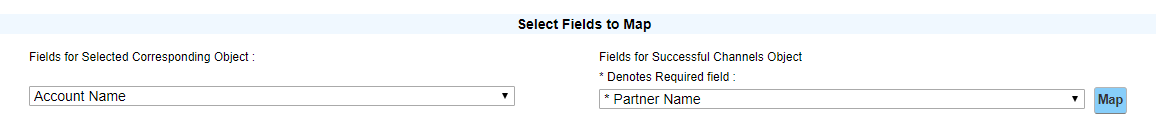 Select Fields to Map
Fields for Selected Corresponding Object :
Account Name
Fields for Successful Channels Object
* Denotes Required field :
* Partner Name
Map